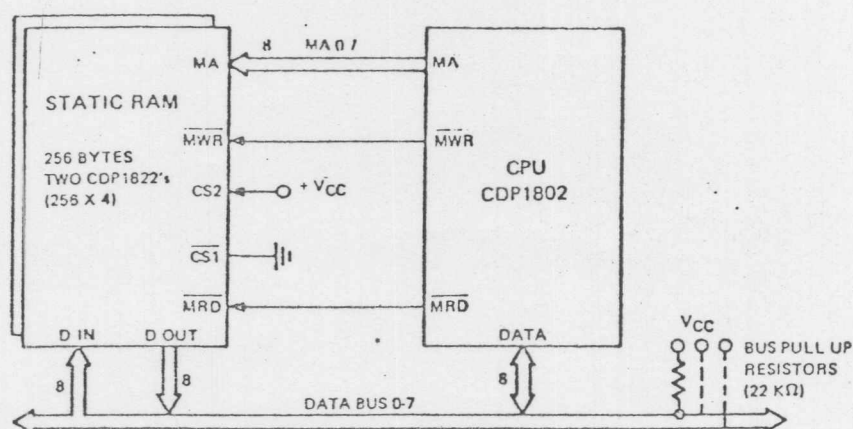 8 MA 0-7
MA
MA
STATIC RAM
MWR
MWR
256 BYTES
TWO CDP1822's
(256 X 4)
CPU
CDP1802
CS2
+ VCC
CS1
MRD
MRD
D IN
D OUT
DATA
VCC
BUS PULL UP
RESISTORS
(22 KΩ)
8
8
8
DATA BUS 0-7